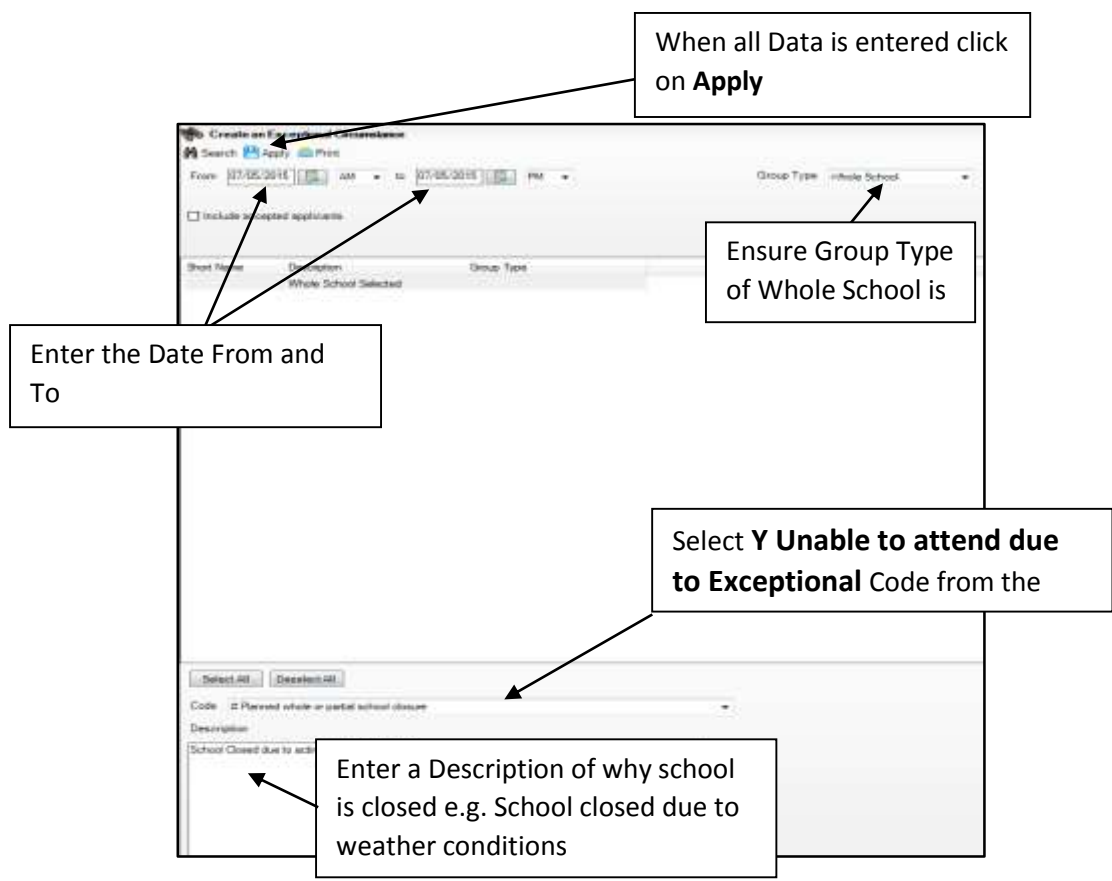 When all Data is entered click
on Apply
Create an Exceptional Circumstance
Search Apply Print
From 07/05/2015 AM to 07/05/2015 PM Group Type Whole School
Include accepted applicants
Ensure Group Type
of Whole School is
Short Name Description Group Type
Whole School Selected
Enter the Date From and
To
Select Y Unable to attend due
to Exceptional Code from the
Select All Deselect All
Code # Planned whole or partial school closure
Description
School Closed due to
Enter a Description of why school
is closed e.g. School closed due to
weather conditions